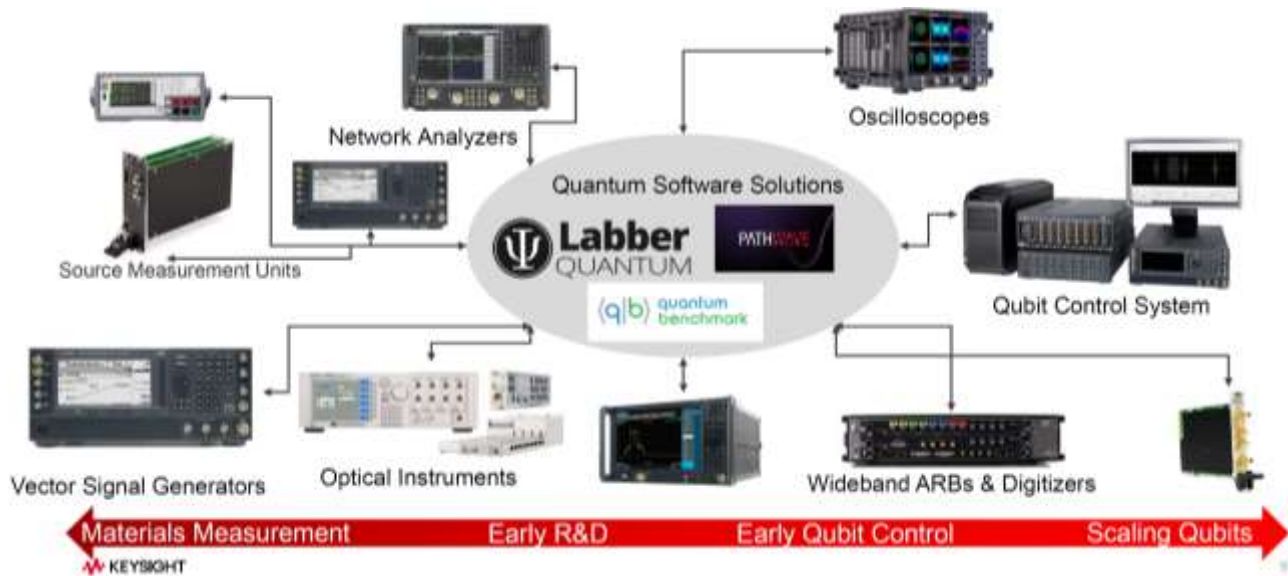 Network Analyzers
Oscilloscopes
Quantum Software Solutions
Ψ Labber
QUANTUM
PATHWAVE
⟨q|b⟩ quantum
benchmark
Source Measurement Units
Qubit Control System
Vector Signal Generators
Optical Instruments
Wideband ARBs & Digitizers
Materials Measurement Early R&D Early Qubit Control Scaling Qubits
KEYSIGHT